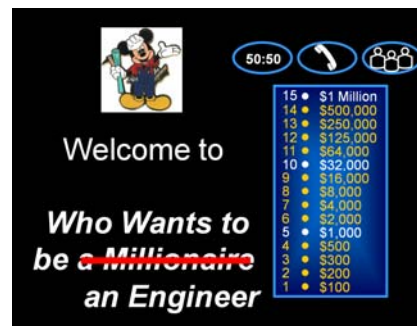 50:50
15 • $1 Million
14 • $500,000
13 • $250,000
12 • $125,000
11 • $64,000
10 • $32,000
9 • $16,000
8 • $8,000
7 • $4,000
6 • $2,000
5 • $1,000
4 • $500
3 • $300
2 • $200
1 • $100
Welcome to
Who Wants to
be a Millionaire
an Engineer